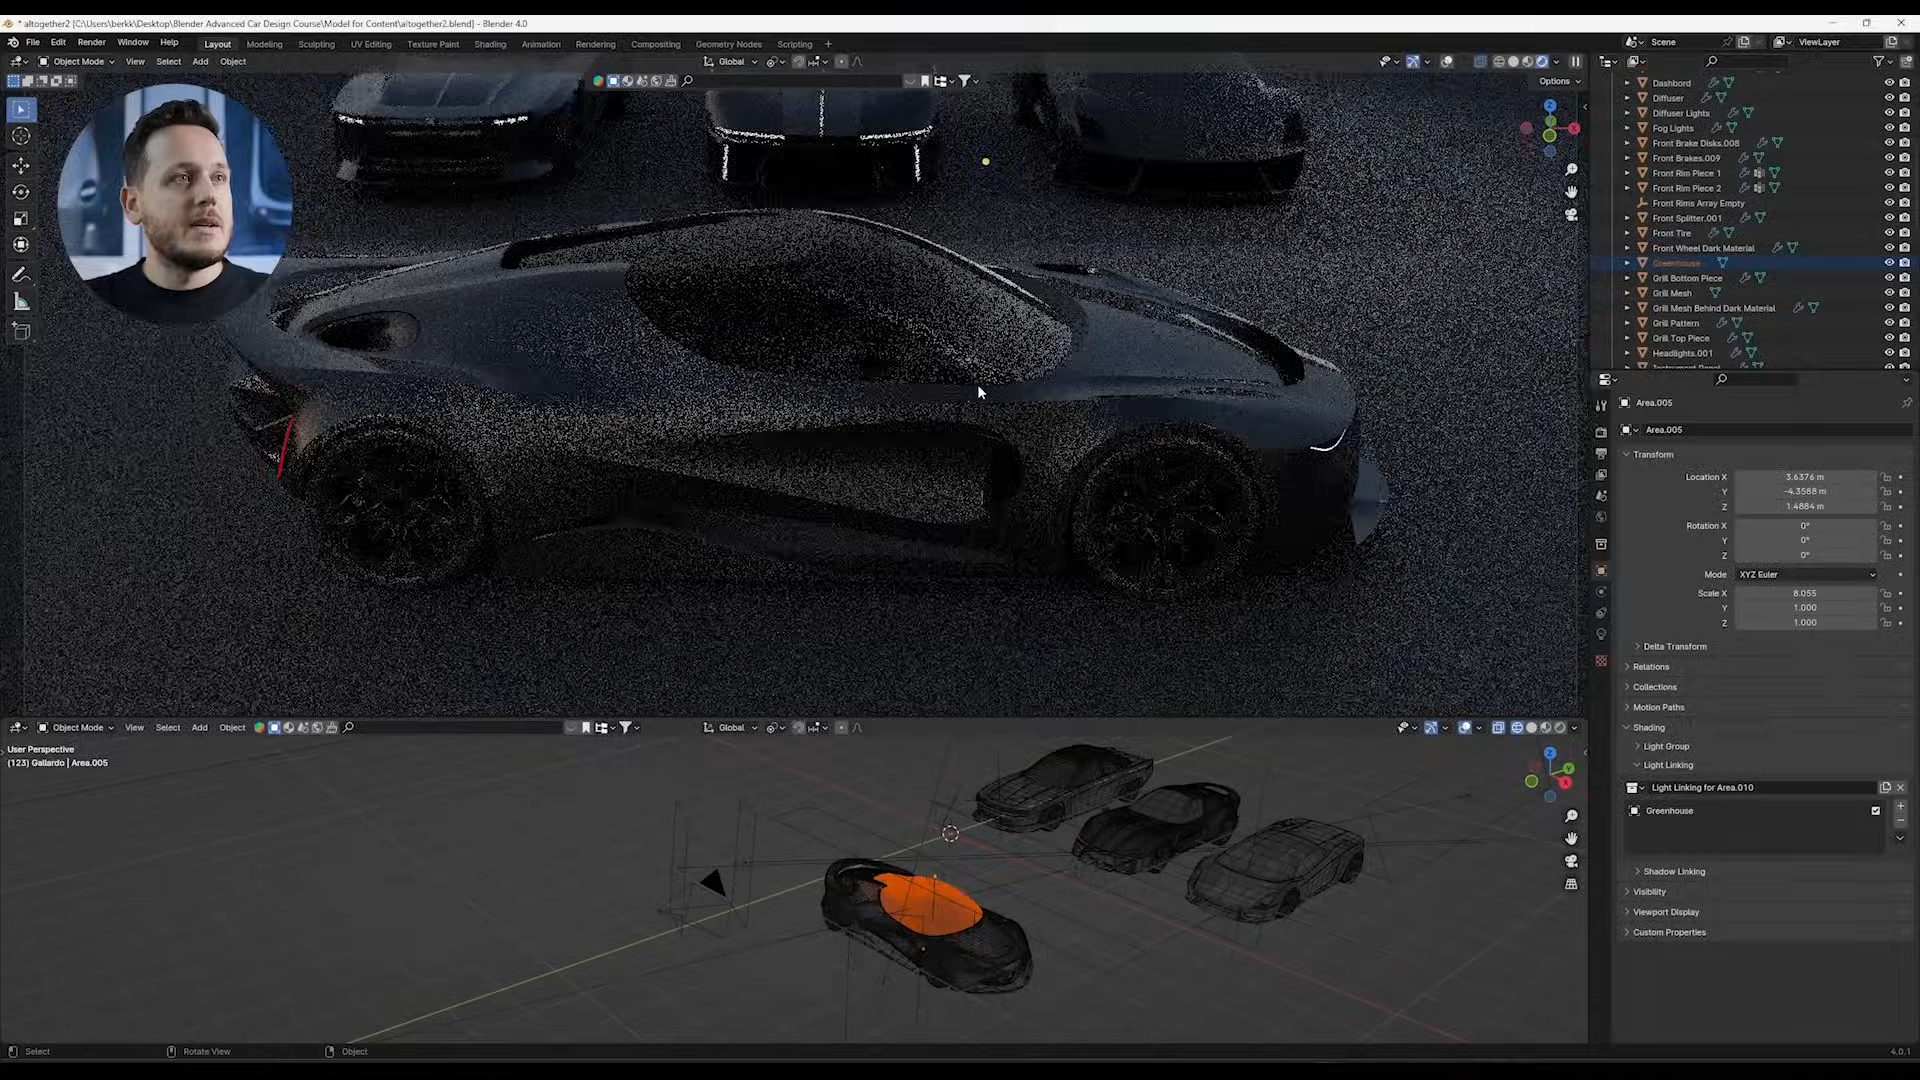 * altogether2 [C:\Users\berkk\Desktop\Blender Advanced Car Design Course\Model for Content\altogether2.blend] - Blender 4.0
File Edit Render Window Help Layout Modeling Sculpting UV Editing Texture Paint Shading Animation Rendering Compositing Geometry Nodes Scripting + Scene ViewLayer
Object Mode View Select Add Object Global
Options
Dashbord
Diffuser
Diffuser Lights
Fog Lights
Front Brake Disks.008
Front Brakes.009
Front Rim Piece 1
Front Rim Piece 2
Front Rims Array Empty
Front Splitter.001
Front Tire
Front Wheel Dark Material
Greenhouse
Grill Bottom Piece
Grill Mesh
Grill Mesh Behind Dark Material
Grill Pattern
Grill Top Piece
Headlights.001
Area.005
Area.005
Transform
Location X 3.6376 m
Y -4.3588 m
Z 1.4884 m
Rotation X 0°
Y 0°
Z 0°
Mode XYZ Euler
Scale X 8.055
Y 1.000
Z 1.000
Delta Transform
Relations
Collections
Motion Paths
Shading
Light Group
Light Linking
Light Linking for Area.010
Greenhouse
Shadow Linking
Visibility
Viewport Display
Custom Properties
Object Mode View Select Add Object Global
User Perspective
(123) Gallardo | Area.005
Select Rotate View Object 4.0.1